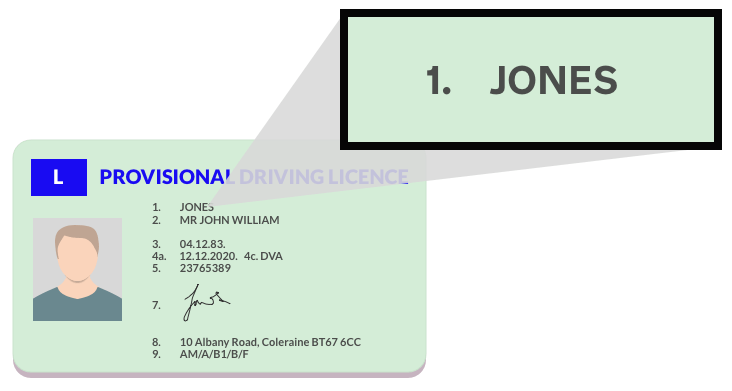 1. JONES
L PROVISIONAL DRIVING LICENCE
1. JONES
2. MR JOHN WILLIAM
3. 04.12.83.
4a. 12.12.2020. 4c. DVA
5. 23765389
7. Jones
8. 10 Albany Road, Coleraine BT67 6CC
9. AM/A/B1/B/F